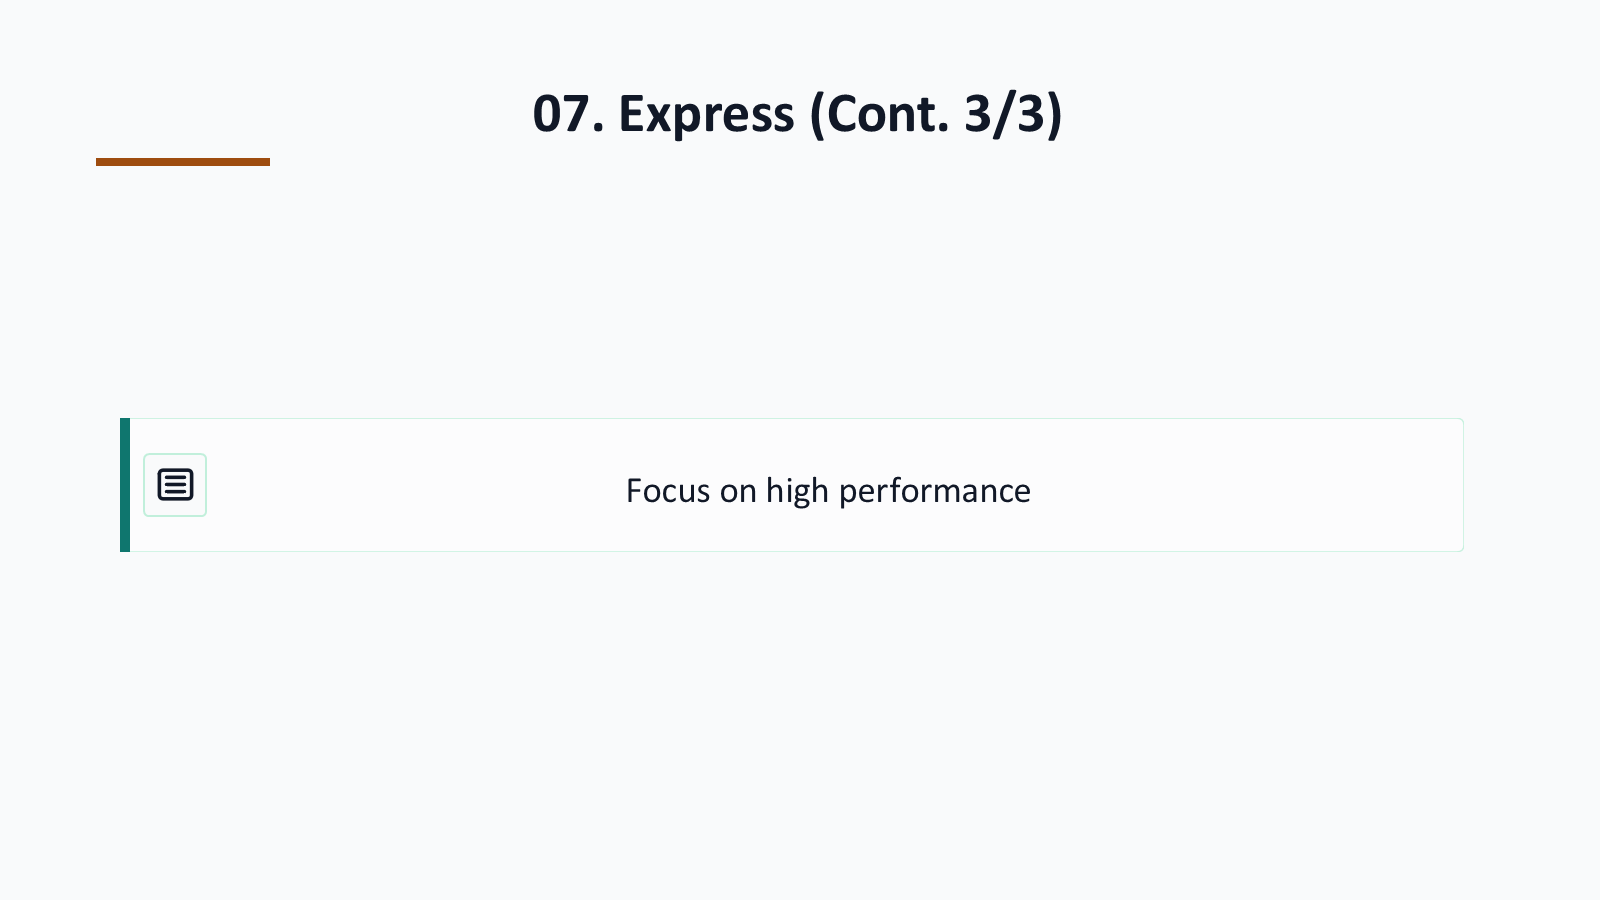 07. Express (Cont. 3/3)
Focus on high performance